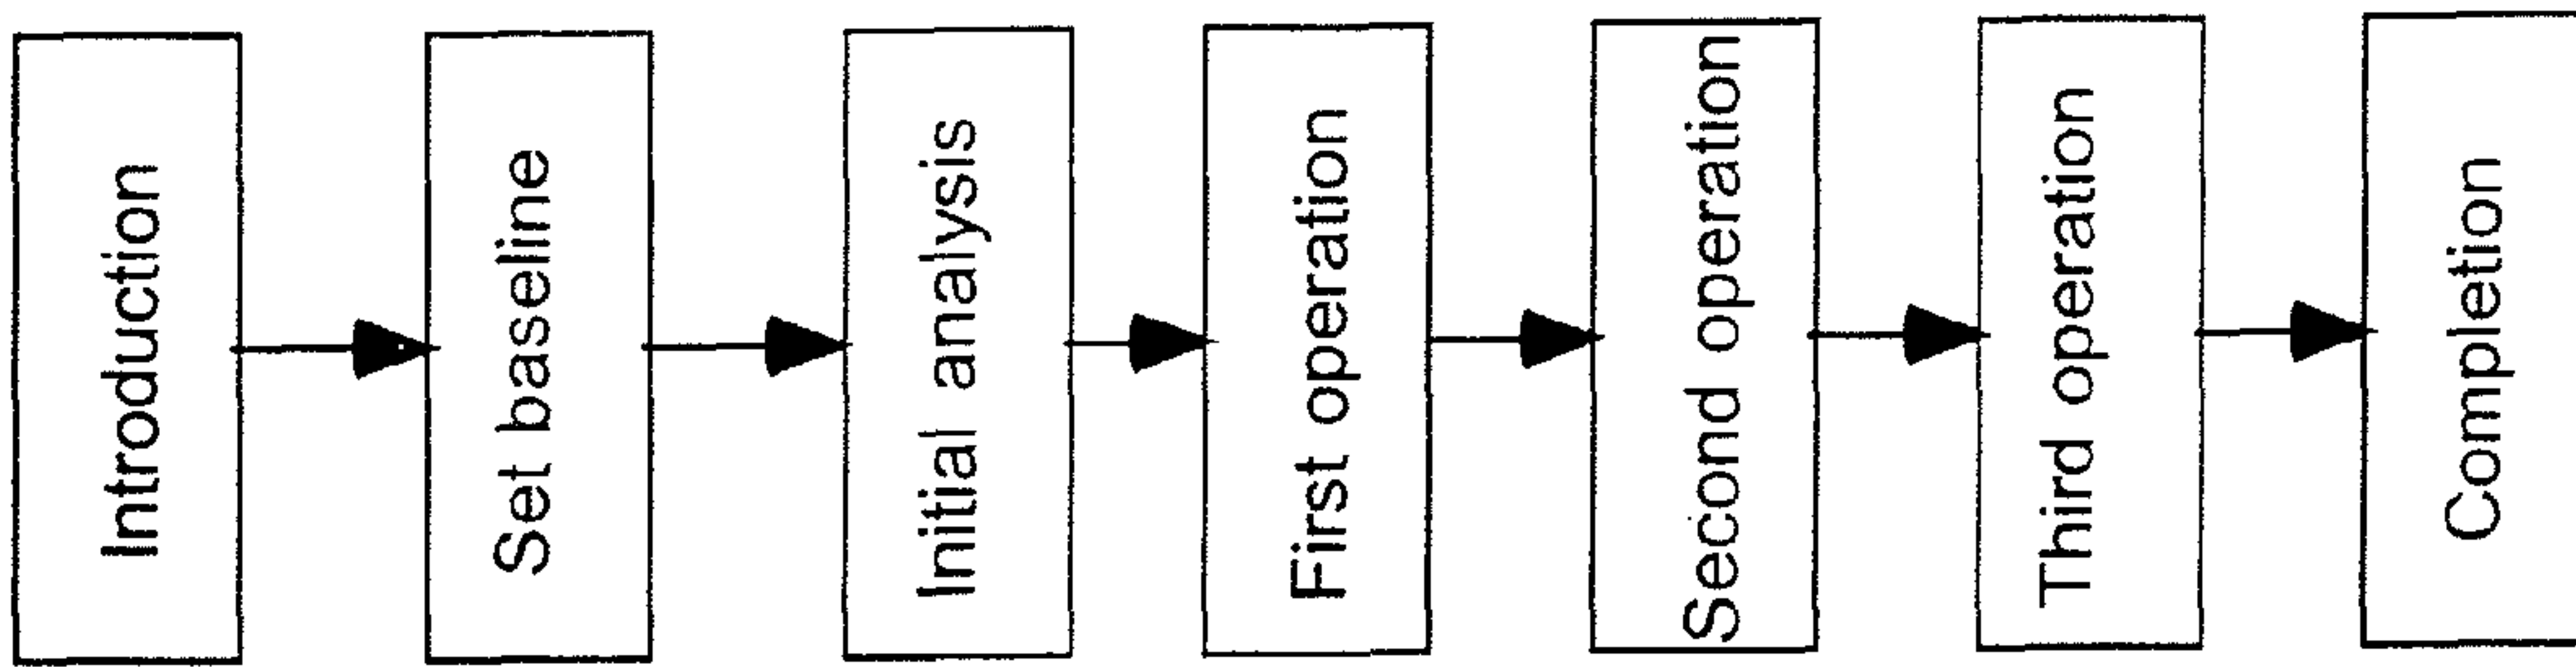 Introduction
Set baseline
Initial analysis
First operation
Second operation
Third operation
Completion